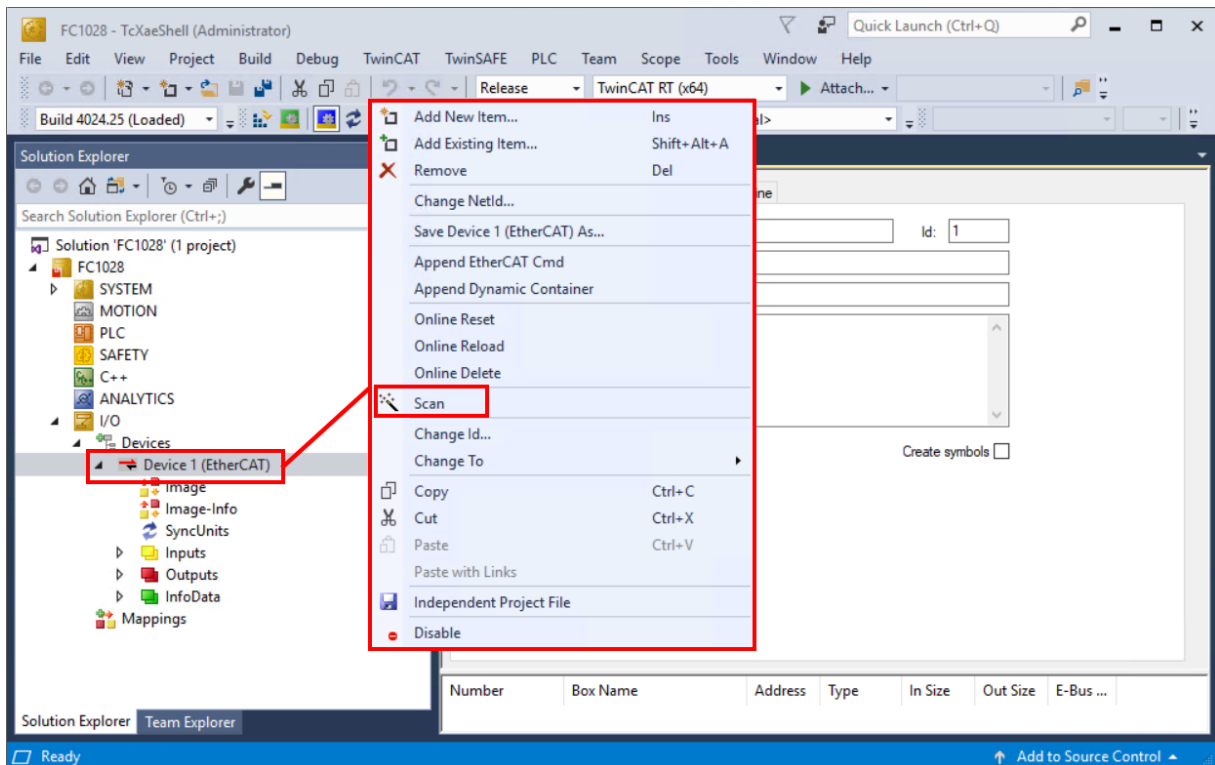 FC1028 - TcXaeShell (Administrator)
Quick Launch (Ctrl+Q)
File Edit View Project Build Debug TwinCAT TwinSAFE PLC Team Scope Tools Window Help
Release TwinCAT RT (x64) Attach...
Build 4024.25 (Loaded)
Solution Explorer
Search Solution Explorer (Ctrl+;)
Solution 'FC1028' (1 project)
FC1028
SYSTEM
MOTION
PLC
SAFETY
C++
ANALYTICS
I/O
Devices
Device 1 (EtherCAT)
Image
Image-Info
SyncUnits
Inputs
Outputs
InfoData
Mappings
Solution Explorer Team Explorer
Add New Item... Ins
Add Existing Item... Shift+Alt+A
Remove Del
Change NetId...
Save Device 1 (EtherCAT) As...
Append EtherCAT Cmd
Append Dynamic Container
Online Reset
Online Reload
Online Delete
Scan
Change Id...
Change To
Copy Ctrl+C
Cut Ctrl+X
Paste Ctrl+V
Paste with Links
Independent Project File
Disable
Id: 1
Create symbols
Number Box Name Address Type In Size Out Size E-Bus ...
Ready
Add to Source Control